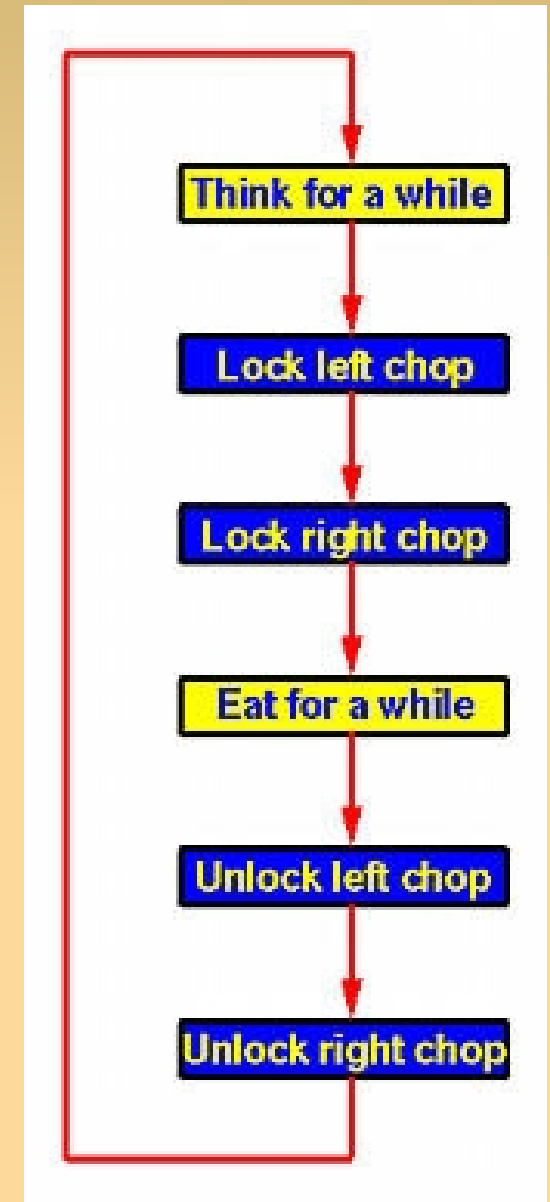 Think for a while
Lock left chop
Lock right chop
Eat for a while
Unlock left chop
Unlock right chop